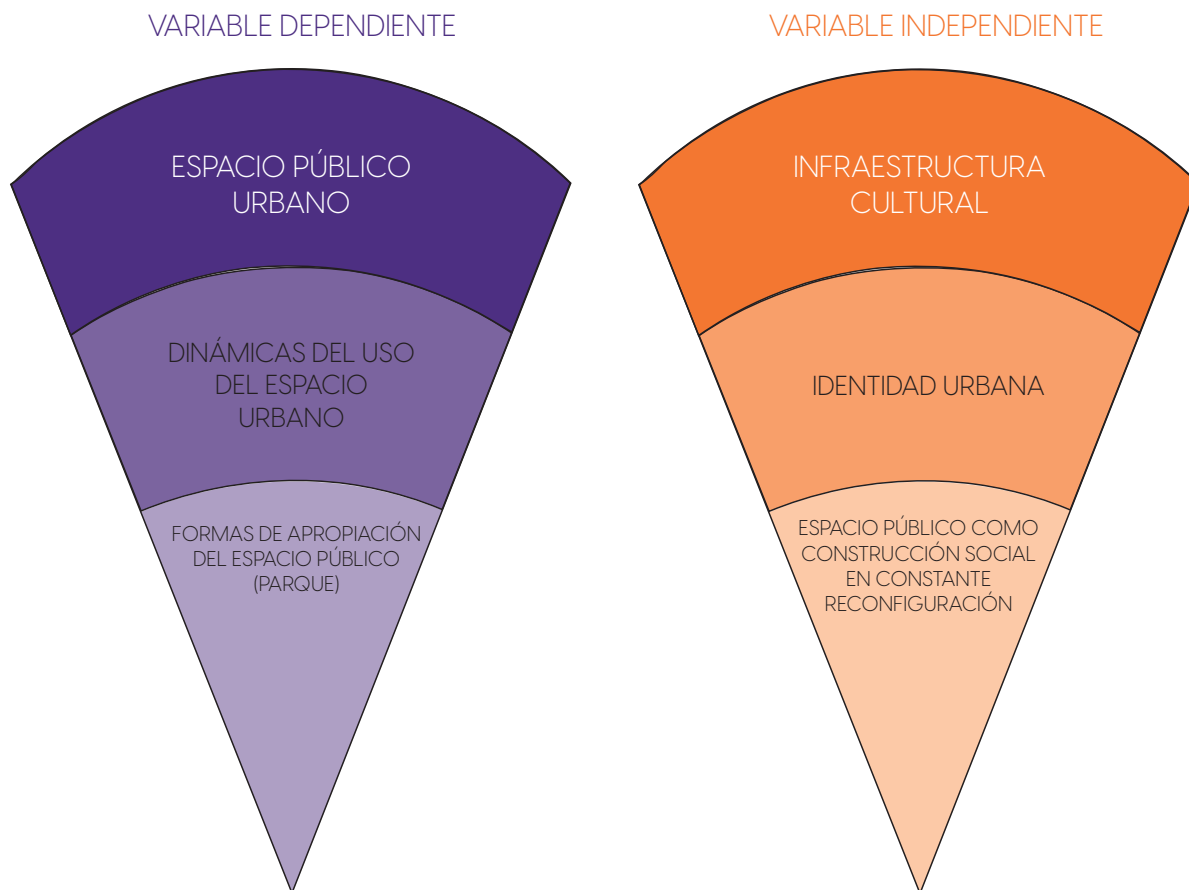 VARIABLE DEPENDIENTE
ESPACIO PÚBLICO
URBANO
DINÁMICAS DEL USO
DEL ESPACIO
URBANO
FORMAS DE APROPIACIÓN
DEL ESPACIO PÚBLICO
(PARQUE)
VARIABLE INDEPENDIENTE
INFRAESTRUCTURA
CULTURAL
IDENTIDAD URBANA
ESPACIO PÚBLICO COMO
CONSTRUCCIÓN SOCIAL
EN CONSTANTE
RECONFIGURACIÓN